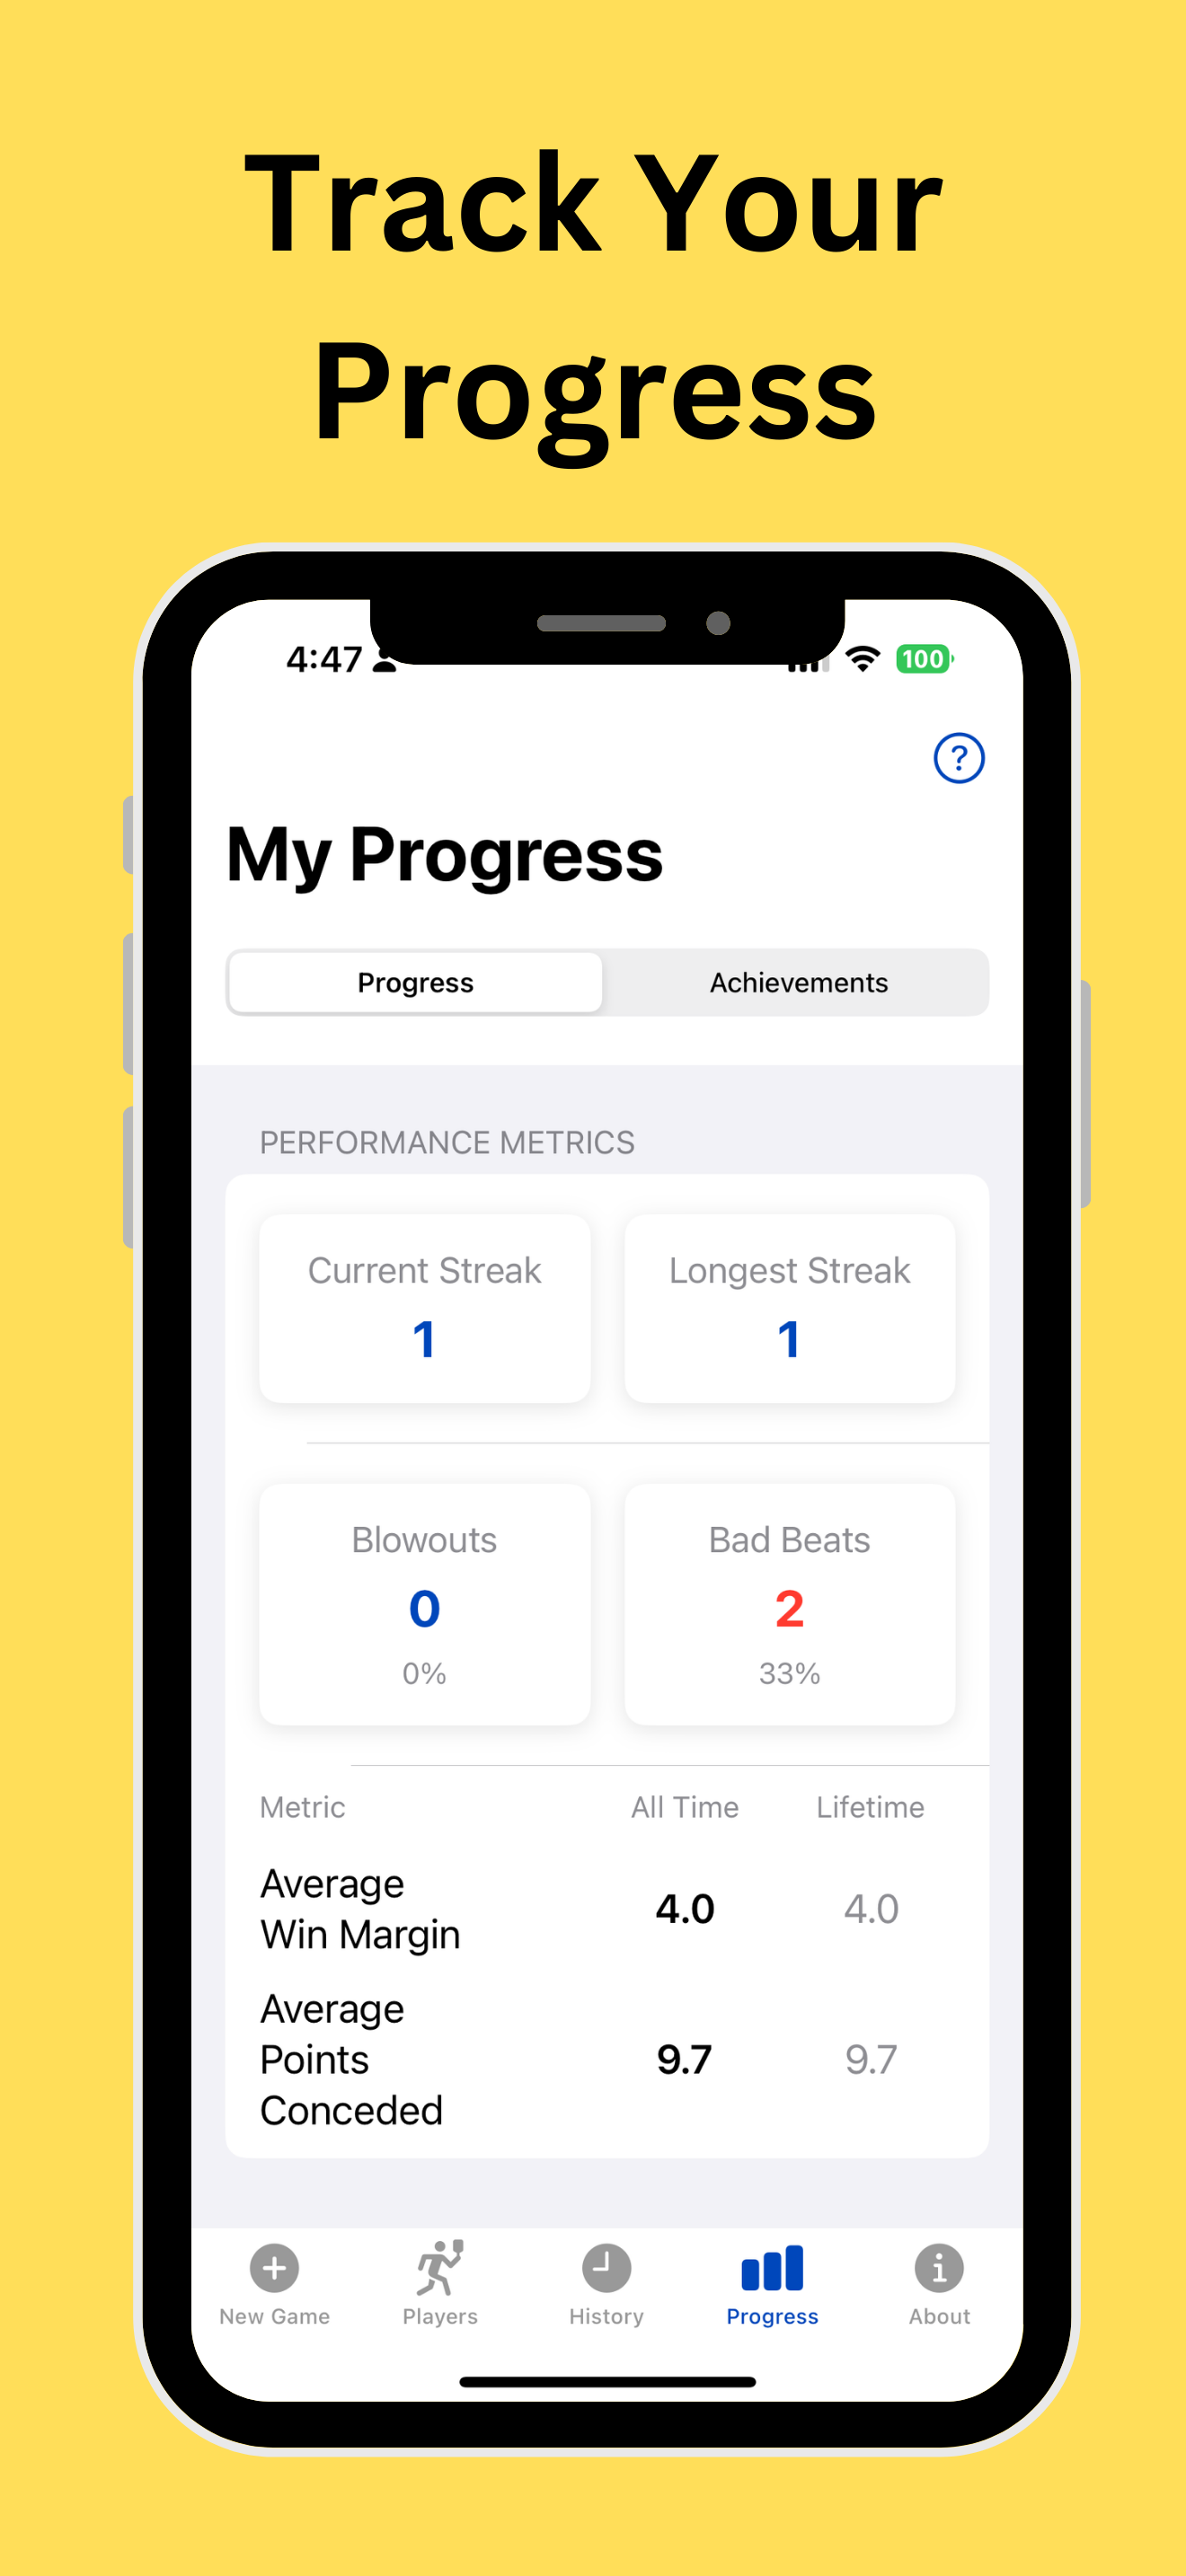 Track Your
Progress
4:47
100
?
My Progress
Progress
Achievements
PERFORMANCE METRICS
Current Streak
1
Longest Streak
1
Blowouts
0
0%
Bad Beats
2
33%
Metric
All Time
Lifetime
Average
Win Margin
4.0
4.0
Average
Points
Conceded
9.7
9.7
New Game
Players
History
Progress
About